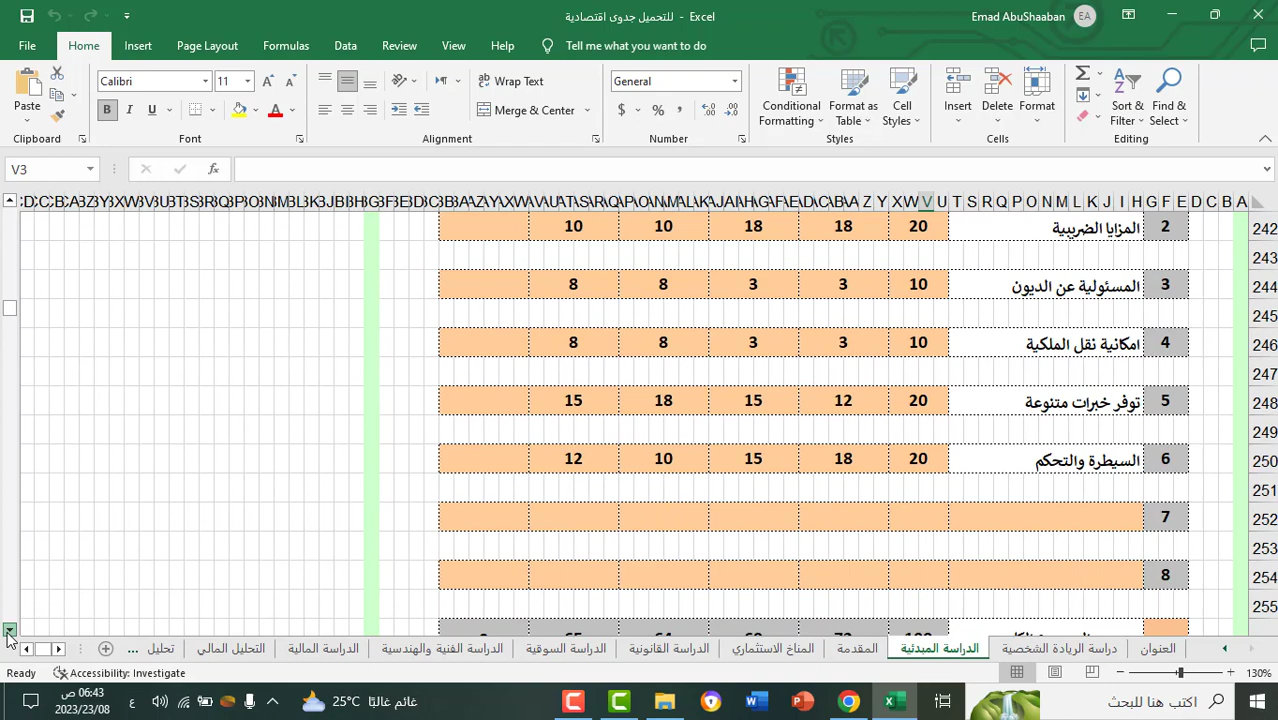 للتحميل جدوى اقتصادية - Excel
Emad AbuShaaban EA
File Home Insert Page Layout Formulas Data Review View Help Tell me what you want to do
Paste
Clipboard
Calibri 11
B I U
Font
Wrap Text
Merge & Center
Alignment
General
$ %
Number
Conditional Formatting
Format as Table
Cell Styles
Styles
Insert Delete Format
Cells
Sort & Filter
Find & Select
Editing
V3
fx
X W V U T S R Q P O N M L K J I H G F E D C B A
242 2 المزايا الضريبية 20 18 18 10 10
243
244 3 المسئولية عن الديون 10 3 3 8 8
245
246 4 امكانية نقل الملكية 10 3 3 8 8
247
248 5 توفر خبرات متنوعة 20 12 15 18 15
249
250 6 السيطرة والتحكم 20 18 15 10 12
251
252 7
253
254 8
255
العنوان
دراسة الريادة الشخصية
الدراسة المبدئية
المقدمة
المناخ الاستثماري
الدراسة القانونية
الدراسة السوقية
الدراسة الفنية والهندسية
الدراسة المالية
التحليل المالي
تحليل ...
Ready Accessibility: Investigate 130%
اكتب هنا للبحث
غائم غالبًا 25°C
ع
06:43 ص
2023/23/08